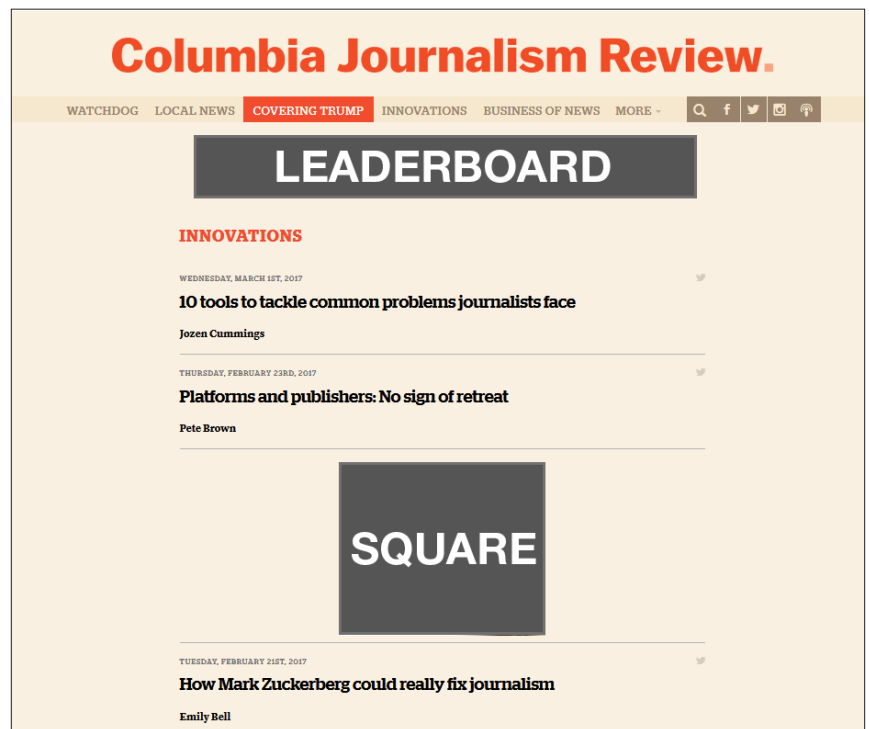 Columbia Journalism Review.
WATCHDOG LOCAL NEWS COVERING TRUMP INNOVATIONS BUSINESS OF NEWS MORE
LEADERBOARD
INNOVATIONS
WEDNESDAY, MARCH 1ST, 2017
10 tools to tackle common problems journalists face
Jozen Cummings
THURSDAY, FEBRUARY 23RD, 2017
Platforms and publishers: No sign of retreat
Pete Brown
SQUARE
TUESDAY, FEBRUARY 21ST, 2017
How Mark Zuckerberg could really fix journalism
Emily Bell